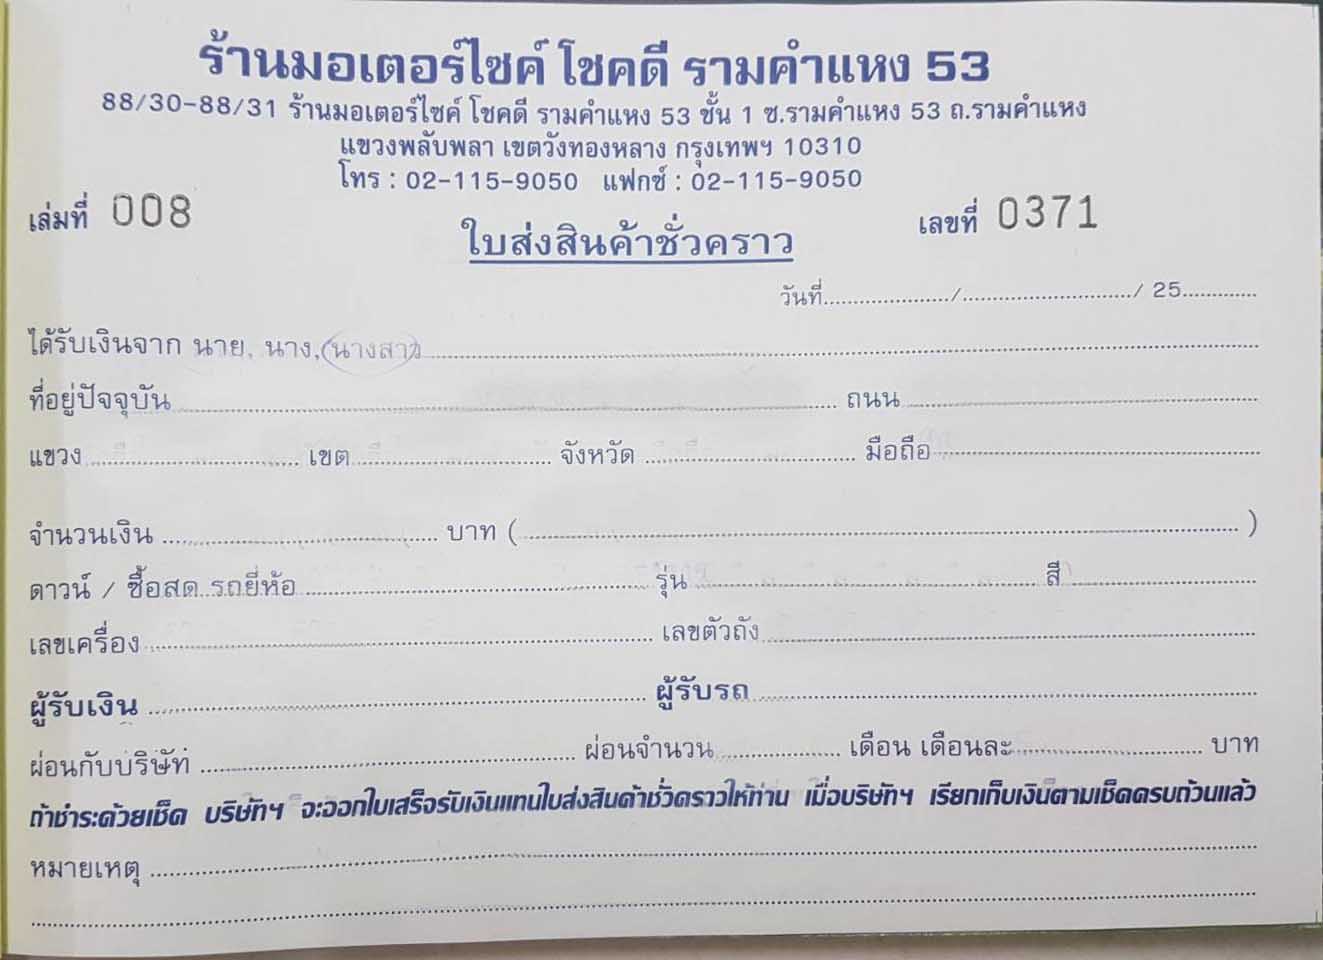 ร้านมอเตอร์ไซค์ โชคดี รามคำแหง 53
88/30-88/31 ร้านมอเตอร์ไซค์ โชคดี รามคำแหง 53 ชั้น 1 ซ.รามคำแหง 53 ถ.รามคำแหง
แขวงพลับพลา เขตวังทองหลาง กรุงเทพฯ 10310
โทร : 02-115-9050 แฟกซ์ : 02-115-9050
เล่มที่ 008 เลขที่ 0371
ใบส่งสินค้าชั่วคราว
วันที่......................./............................../ 25.............
ได้รับเงินจาก นาย, นาง, นางสาว
ที่อยู่ปัจจุบัน ถนน
แขวง เขต จังหวัด มือถือ
จำนวนเงิน บาท ( )
ดาวน์ / ซื้อสด รถยี่ห้อ รุ่น สี
เลขเครื่อง เลขตัวถัง
ผู้รับเงิน ผู้รับรถ
ผ่อนกับบริษัท ผ่อนจำนวน เดือน เดือนละ บาท
ถ้าชำระด้วยเช็ค บริษัทฯ จะออกใบเสร็จรับเงินแทนใบส่งสินค้าชั่วคราวให้ท่าน เมื่อบริษัทฯ เรียกเก็บเงินตามเช็คครบถ้วนแล้ว
หมายเหตุ